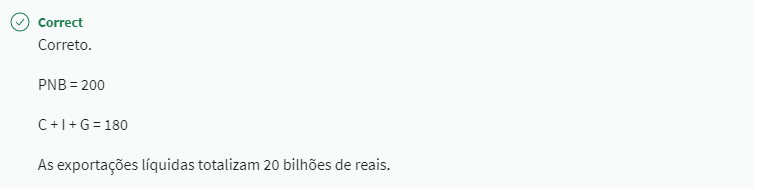 Correct
Correto.
PNB = 200
C + I + G = 180
As exportações líquidas totalizam 20 bilhões de reais.